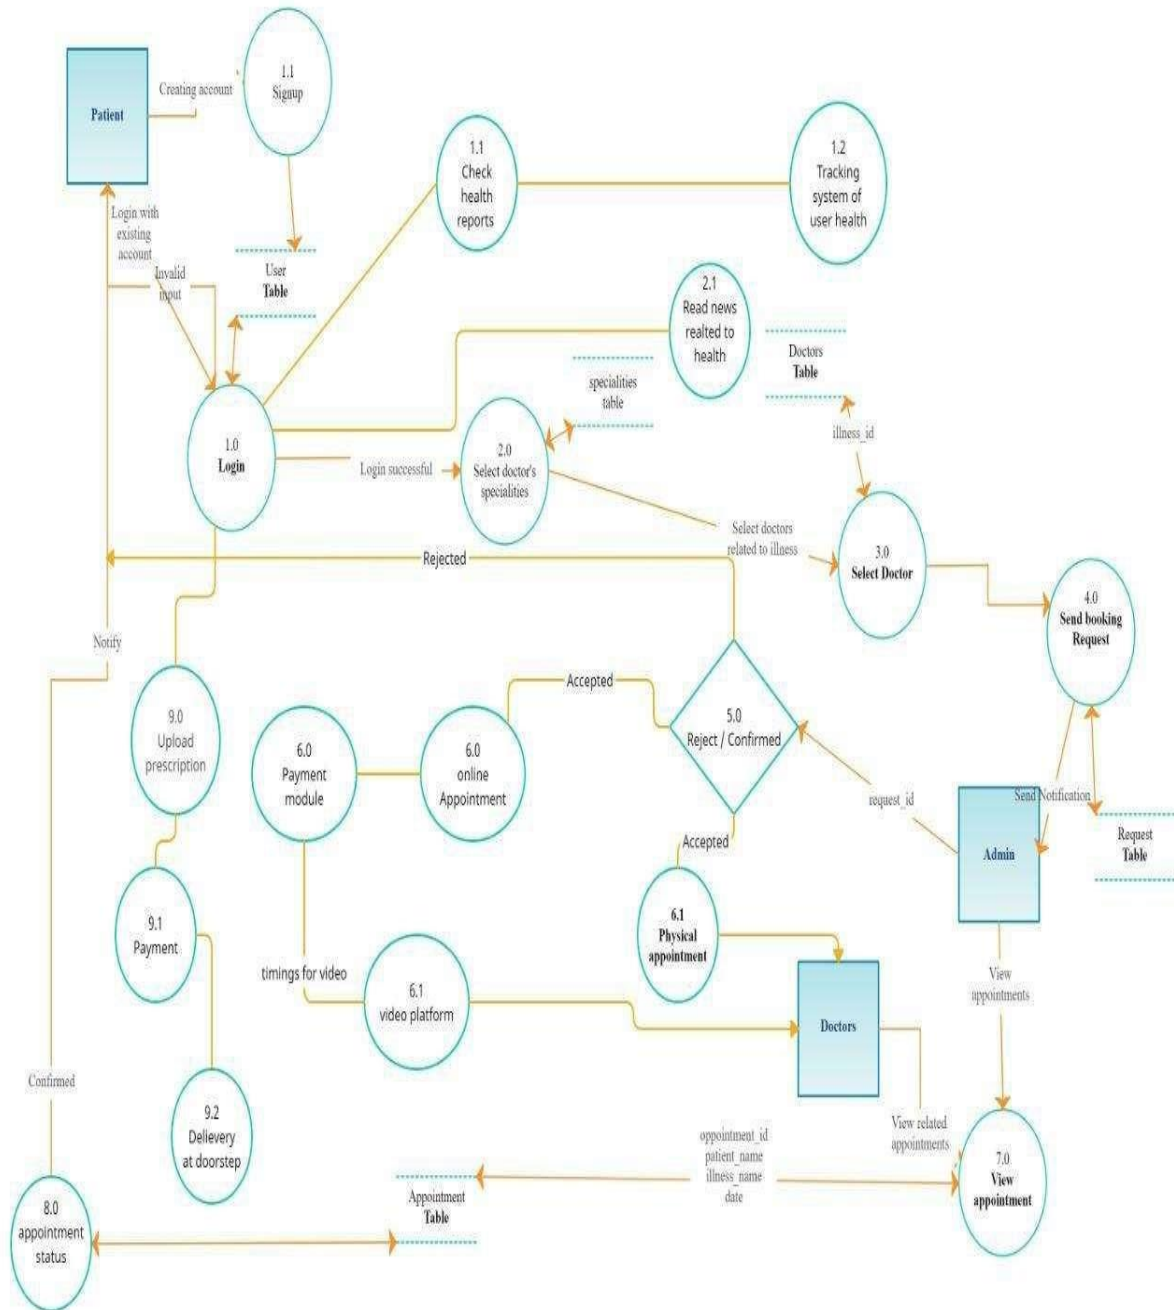 1.1
Signup
Creating account
Patient
1.1
Check
health
reports
1.2
Tracking
system of
user health
Login with
existing
account
Invalid
input
User
Table
2.1
Read news
realted to
health
Doctors
Table
specialities
table
illness_id
1.0
Login
Login successful
2.0
Select doctor's
specialities
Select doctors
related to illness
3.0
Select Doctor
Rejected
4.0
Send booking
Request
Notify
Accepted
9.0
Upload
prescription
6.0
Payment
module
6.0
online
Appointment
5.0
Reject / Confirmed
request_id
Send Notification
Admin
Request
Table
Accepted
9.1
Payment
6.1
Physical
appointment
timings for video
6.1
video platform
View
appointments
Doctors
Confirmed
9.2
Delievery
at doorstep
View related
appointments
oppointment_id
patient_name
illness_name
date
7.0
View
appointment
Appointment
Table
8.0
appointment
status